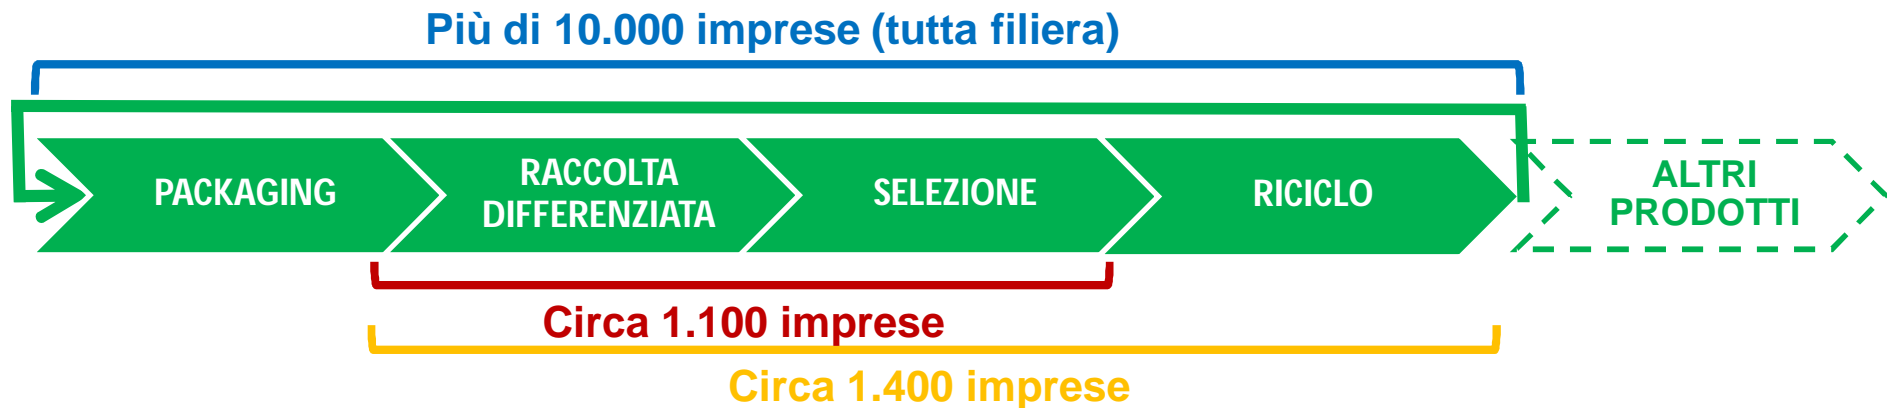 Più di 10.000 imprese (tutta filiera)
PACKAGING
RACCOLTA
DIFFERENZIATA
SELEZIONE
RICICLO
ALTRI
PRODOTTI
Circa 1.100 imprese
Circa 1.400 imprese